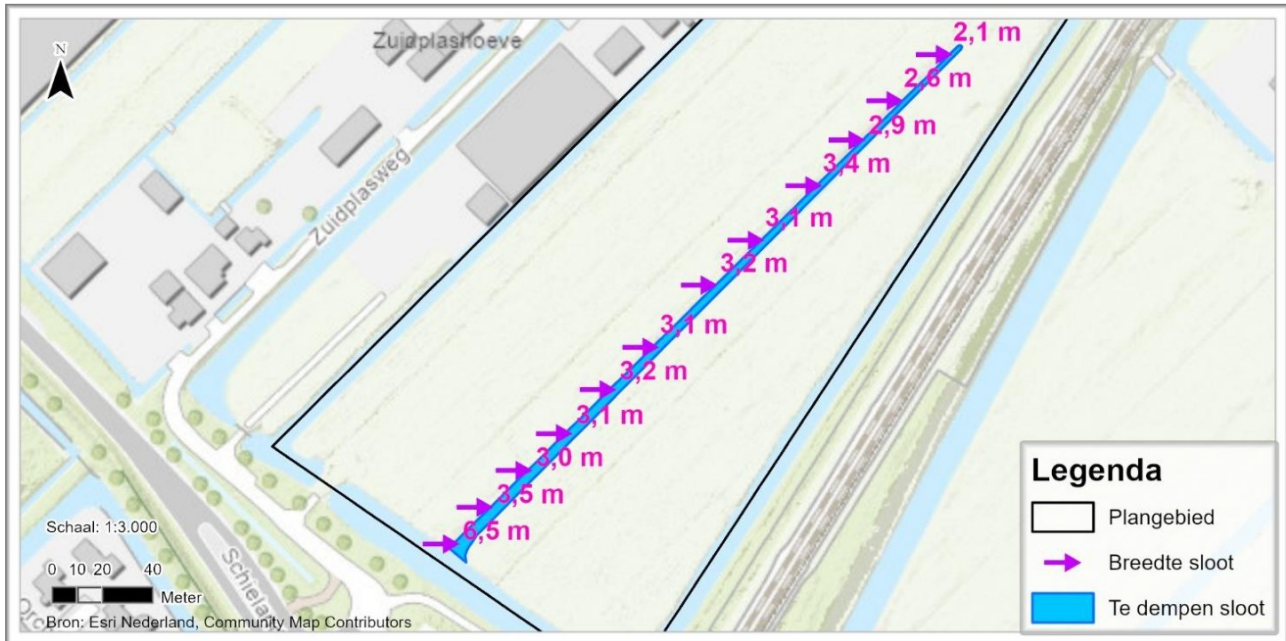 N
Zuidplashoeve
Zuidplasweg
2,1 m
2,6 m
2,9 m
3,4 m
3,1 m
3,2 m
3,1 m
3,2 m
3,1 m
3,0 m
3,5 m
6,5 m
Schielan
Schaal: 1:3.000
0 10 20 40
Meter
Bron: Esri Nederland, Community Map Contributors
Legenda
Plangebied
Breedte sloot
Te dempen sloot